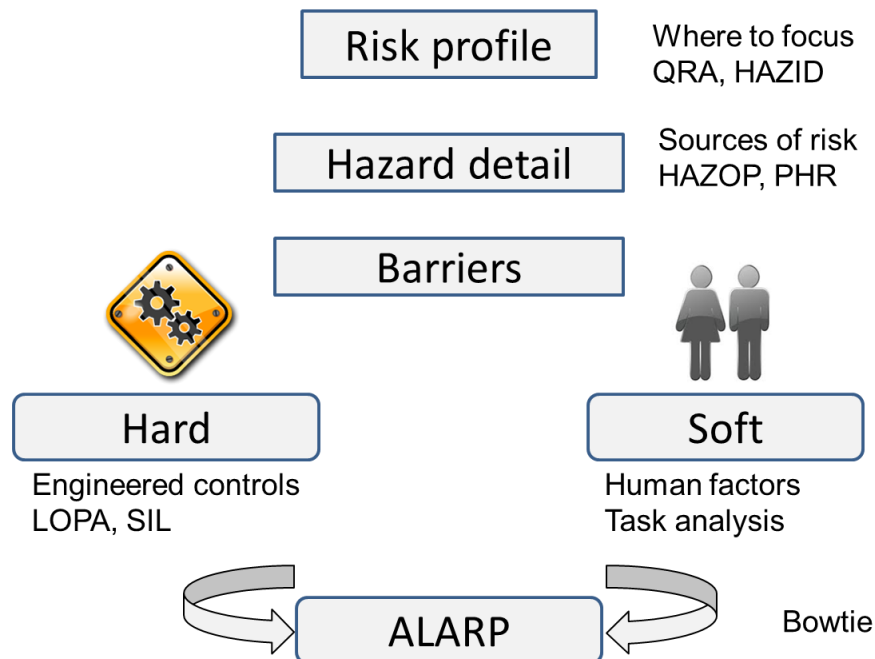 Risk profile
Where to focus
QRA, HAZID
Hazard detail
Sources of risk
HAZOP, PHR
Barriers
Hard
Soft
Engineered controls
LOPA, SIL
Human factors
Task analysis
ALARP
Bowtie